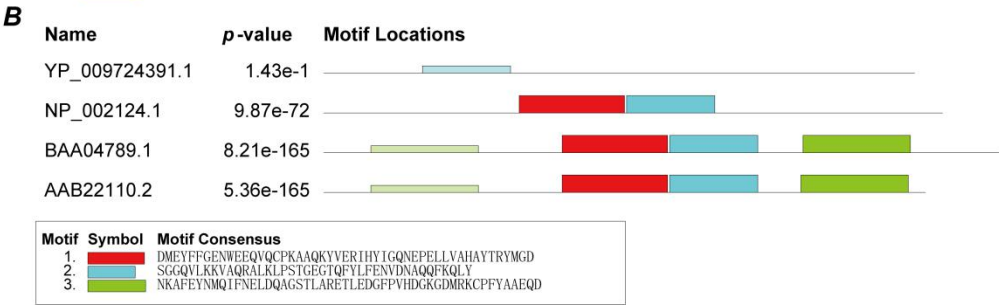 B
Name p-value Motif Locations
YP_009724391.1 1.43e-1
NP_002124.1 9.87e-72
BAA04789.1 8.21e-165
AAB22110.2 5.36e-165
Motif Symbol Motif Consensus
1. DMEYFFGENWEEQVQCPKAAQKYVERIHYIGQNEPELLVAHAYTRYMGD
2. SGGQVLKKVAQRALKLPSTGEGTQFYLFENVDNAQQFKQLY
3. NKAFEYNMQIFNELDQAGSTLARETLEDGFPVHDGKGDMRKCPFYAAEQD